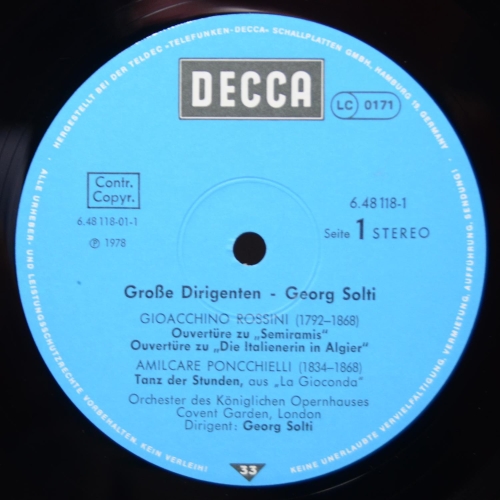 HERGESTELLT BEI DER TELDEC »TELEFUNKEN-DECCA« SCHALLPLATTEN GMBH, HAMBURG 19, GERMANY
DECCA
LC 0171
Contr.
Copyr.
6.48 118-01-1
Ⓟ 1978
6.48 118-1
Seite 1 STEREO
Große Dirigenten - Georg Solti
GIOACCHINO ROSSINI (1792-1868)
Ouvertüre zu „Semiramis“
Ouvertüre zu „Die Italienerin in Algier“
AMILCARE PONCCHIELLI (1834-1868)
Tanz der Stunden, aus „La Gioconda“
Orchester des Königlichen Opernhauses
Covent Garden, London
Dirigent: Georg Solti
33
ALLE URHEBER- UND LEISTUNGSSCHUTZRECHTE VORBEHALTEN. KEIN VERLEIH!
KEINE UNERLAUBTE VERVIELFÄLTIGUNG, VERMIETUNG, AUFFÜHRUNG, SENDUNG!